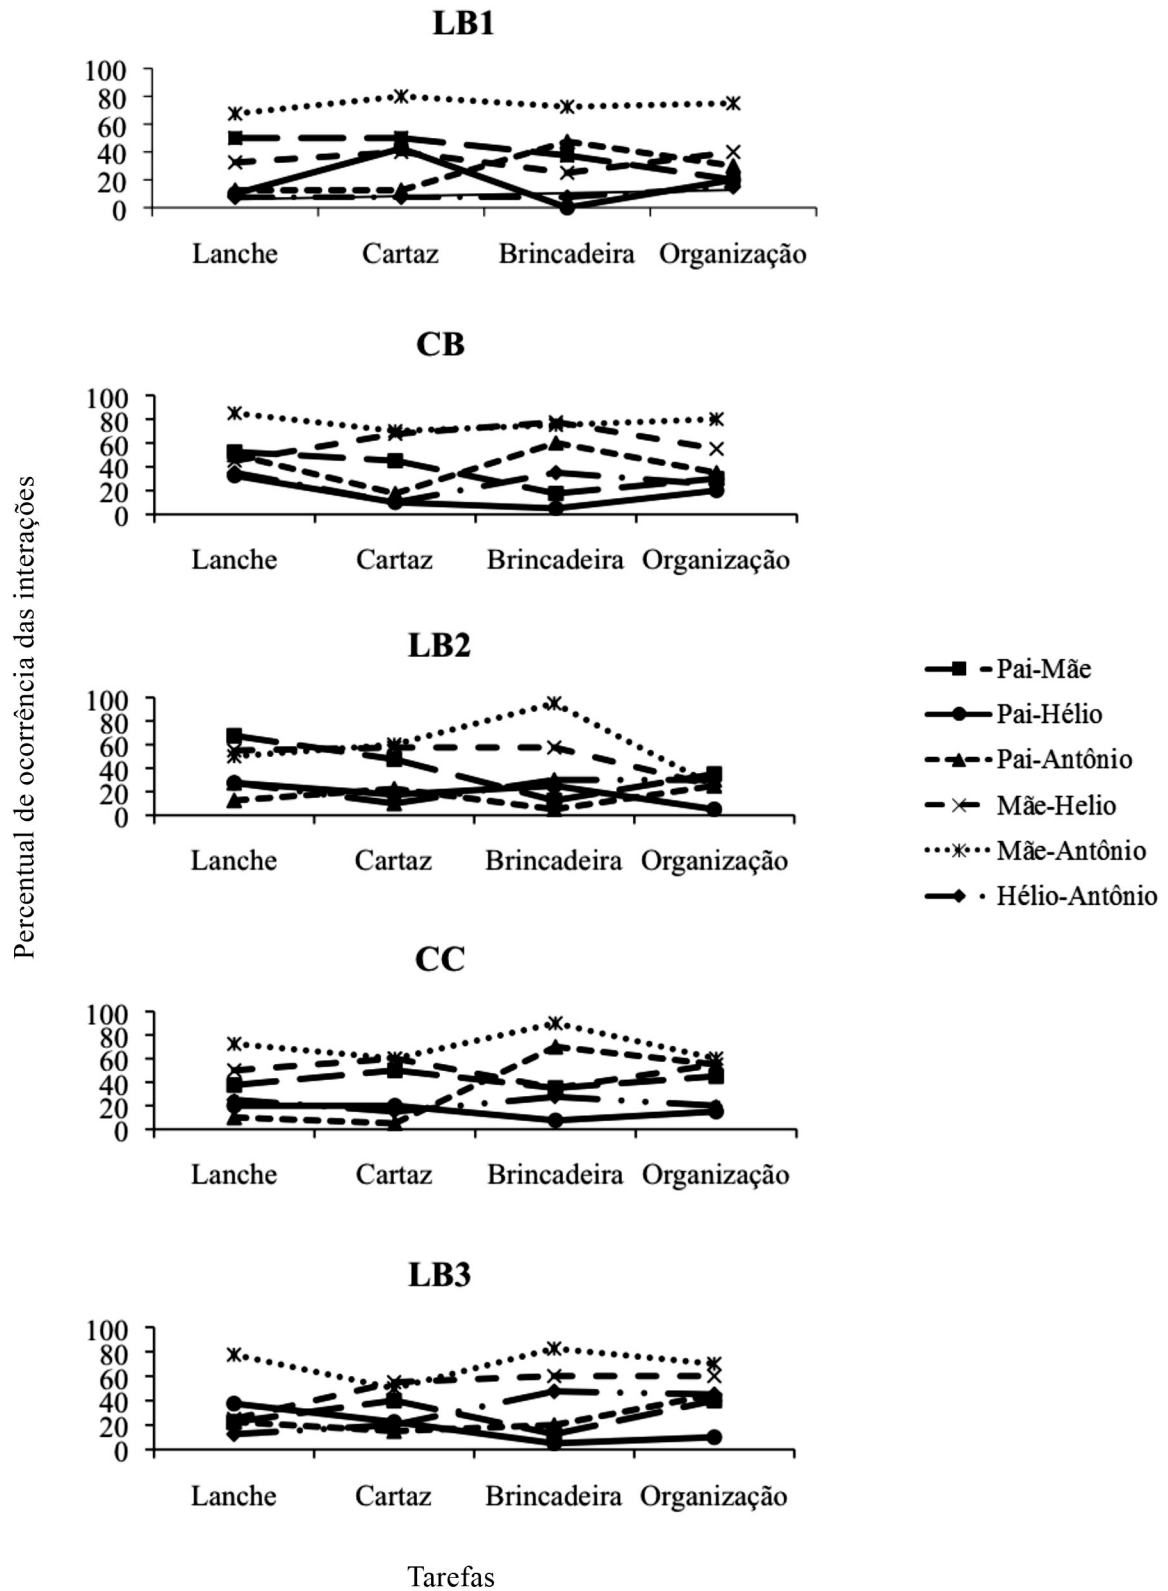 LB1
100
80
60
40
20
0
Lanche Cartaz Brincadeira Organização
CB
100
80
60
40
20
0
Lanche Cartaz Brincadeira Organização
LB2
100
80
60
40
20
0
Lanche Cartaz Brincadeira Organização
CC
100
80
60
40
20
0
Lanche Cartaz Brincadeira Organização
LB3
100
80
60
40
20
0
Lanche Cartaz Brincadeira Organização
Tarefas
Percentual de ocorrência das interações
Pai-Mãe
Pai-Hélio
Pai-Antônio
Mãe-Helio
Mãe-Antônio
Hélio-Antônio